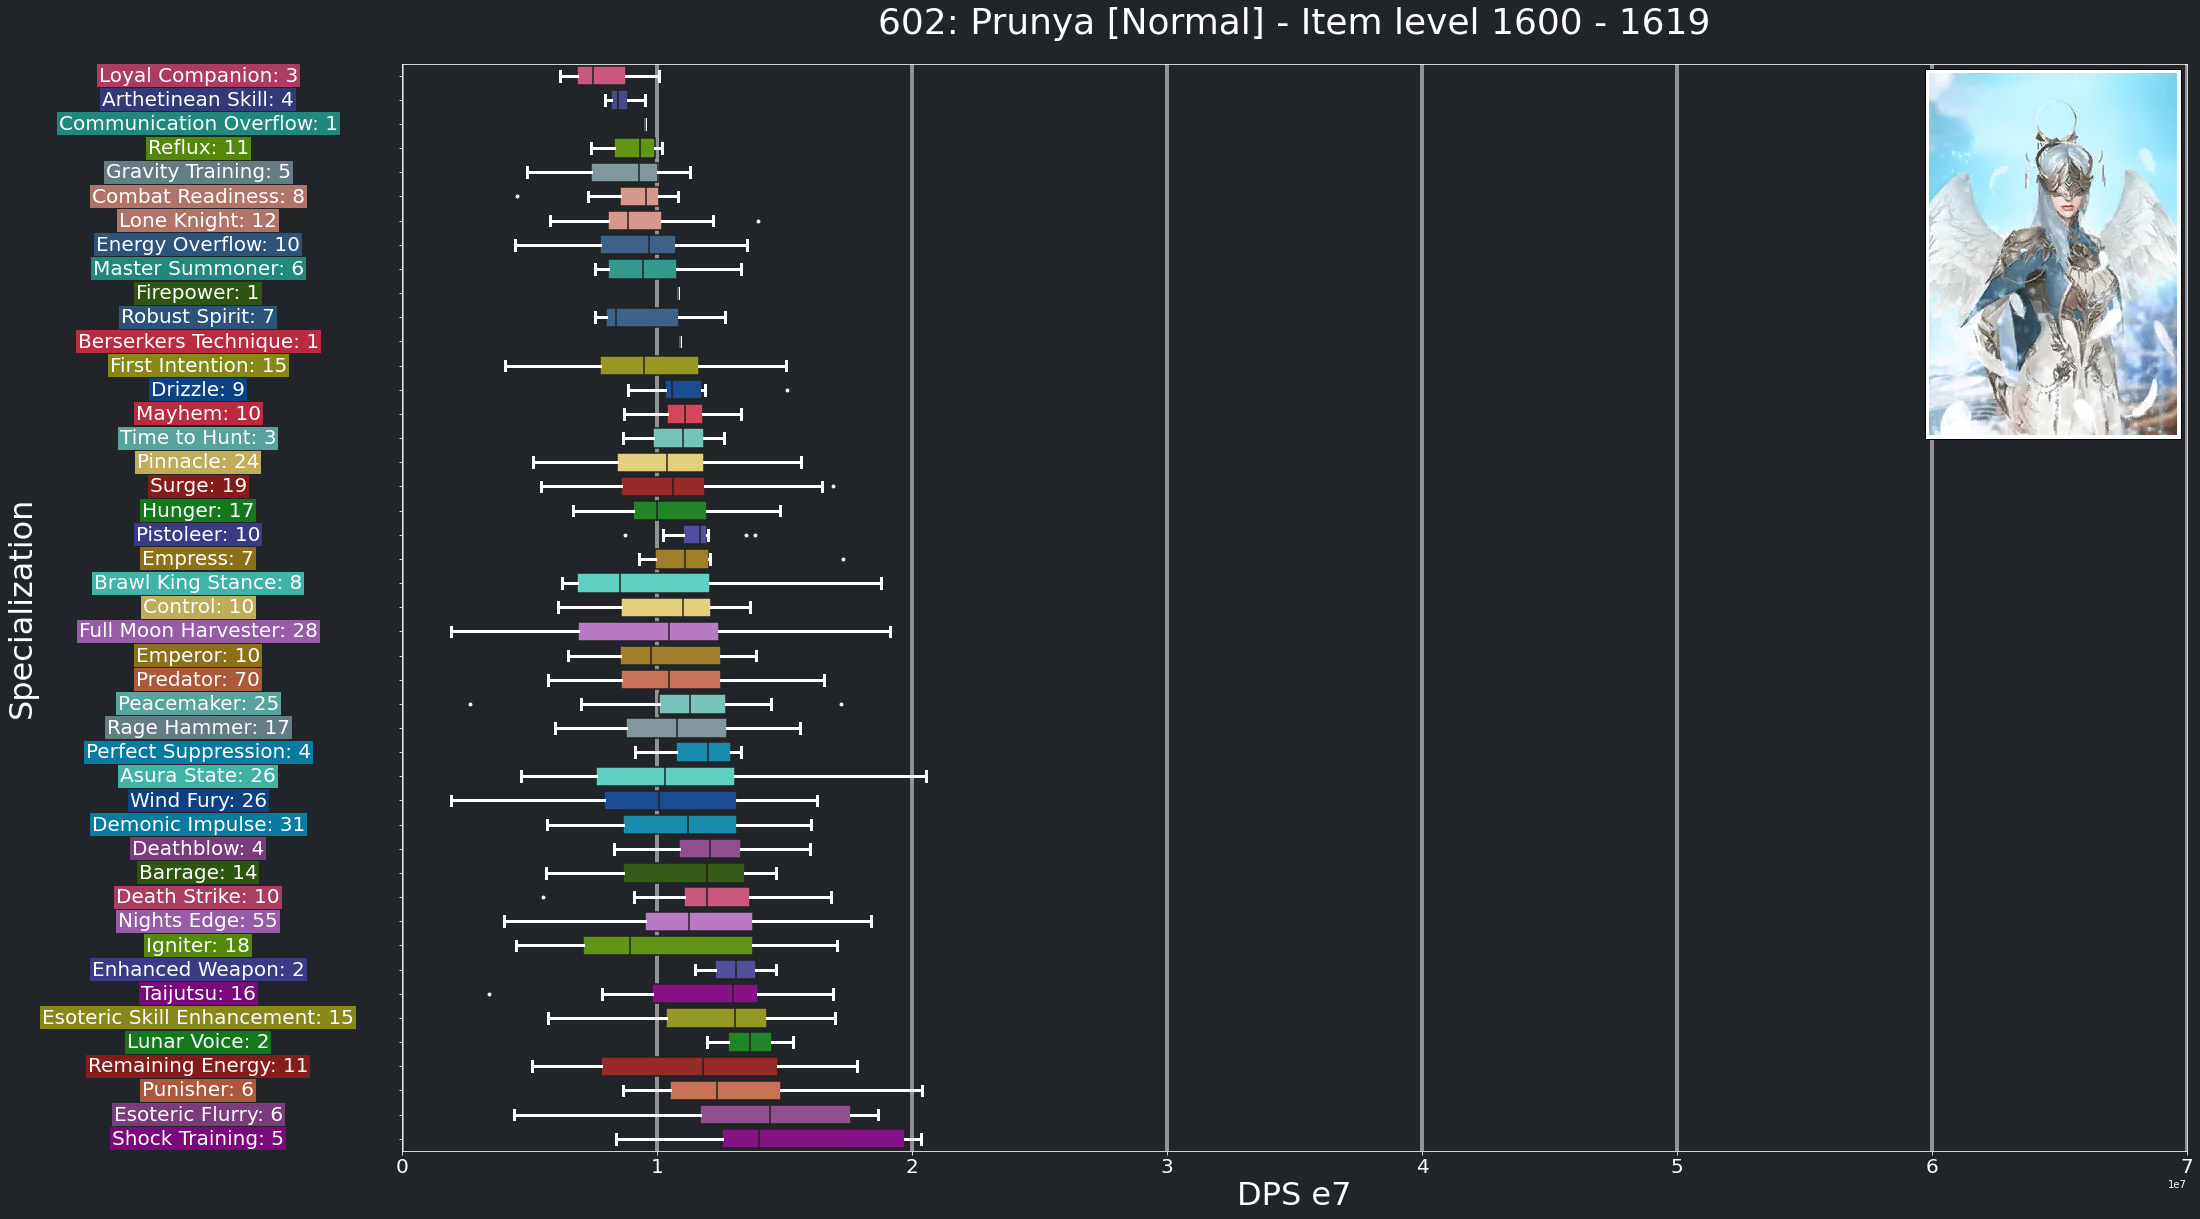 602: Prunya [Normal] - Item level 1600 - 1619
Loyal Companion: 3
Arthetinean Skill: 4
Communication Overflow: 1
Reflux: 11
Gravity Training: 5
Combat Readiness: 8
Lone Knight: 12
Energy Overflow: 10
Master Summoner: 6
Firepower: 1
Robust Spirit: 7
Berserkers Technique: 1
First Intention: 15
Drizzle: 9
Mayhem: 10
Time to Hunt: 3
Pinnacle: 24
Surge: 19
Hunger: 17
Pistoleer: 10
Empress: 7
Brawl King Stance: 8
Control: 10
Full Moon Harvester: 28
Emperor: 10
Predator: 70
Peacemaker: 25
Rage Hammer: 17
Perfect Suppression: 4
Asura State: 26
Wind Fury: 26
Demonic Impulse: 31
Deathblow: 4
Barrage: 14
Death Strike: 10
Nights Edge: 55
Igniter: 18
Enhanced Weapon: 2
Taijutsu: 16
Esoteric Skill Enhancement: 15
Lunar Voice: 2
Remaining Energy: 11
Punisher: 6
Esoteric Flurry: 6
Shock Training: 5
Specialization
0 1 2 3 4 5 6 7
1e7
DPS e7